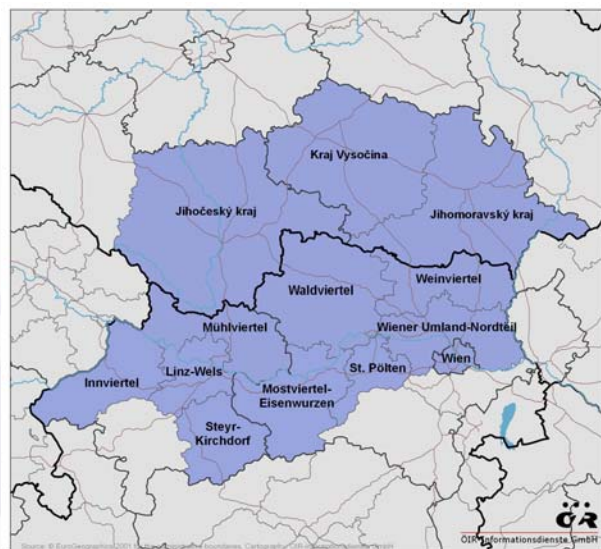 Kraj Vysočina
Jihočeský kraj
Jihomoravský kraj
Weinviertel
Waldviertel
Mühlviertel
Wiener Umland-Nordteil
Wien
St. Pölten
Linz-Wels
Innviertel
Mostviertel-
Eisenwurzen
Steyr-
Kirchdorf
ÖIR
ÖIR-Informationsdienste GmbH